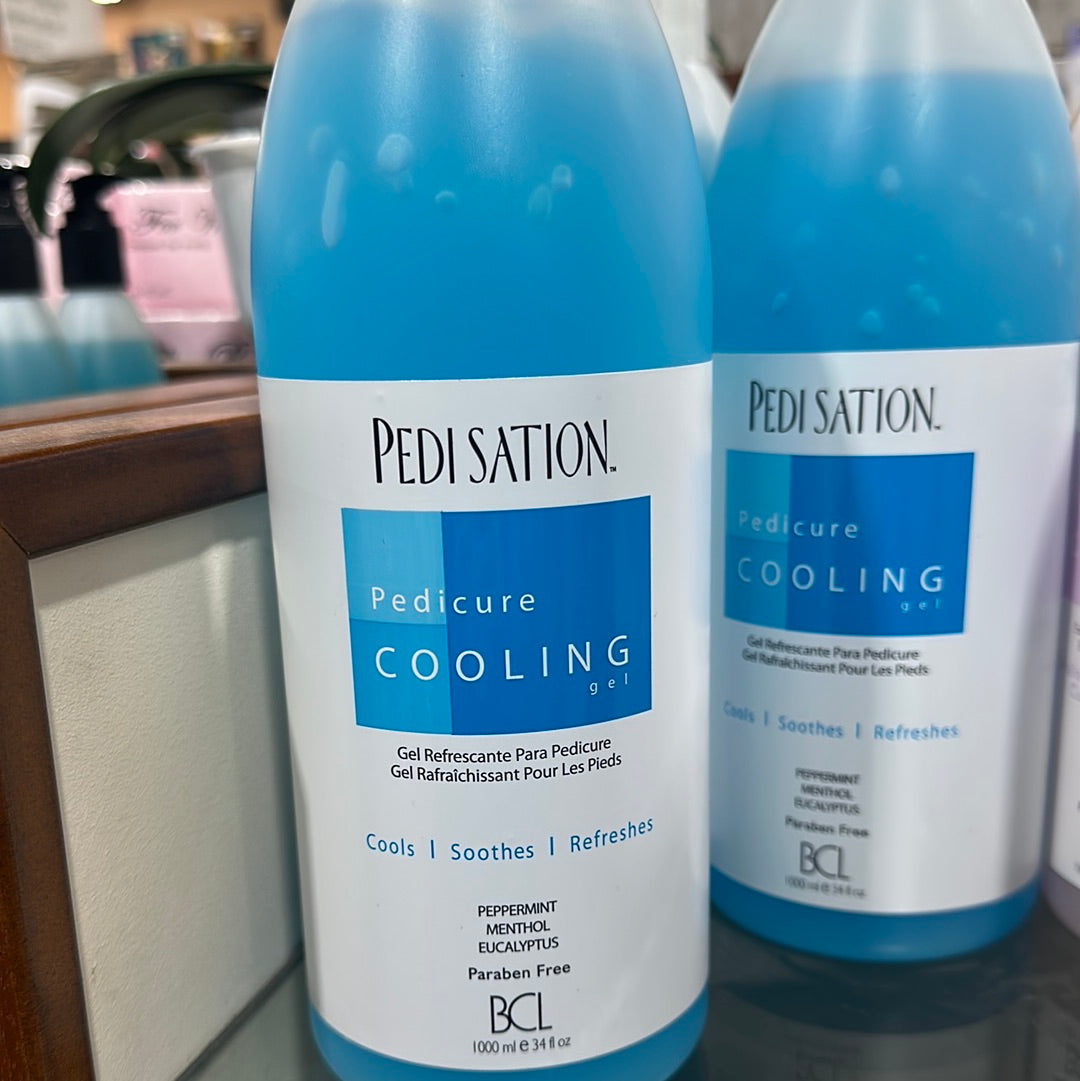 PEDI SATION™
Pedicure
COOLING
gel
Gel Refrescante Para Pedicure
Gel Rafraîchissant Pour Les Pieds
Cools | Soothes | Refreshes
PEPPERMINT
MENTHOL
EUCALYPTUS
Paraben Free
BCL
1000 ml e 34 fl oz
PEDI SATION™
Pedicure
COOLING
gel
Gel Refrescante Para Pedicure
Gel Rafraîchissant Pour Les Pieds
Cools | Soothes | Refreshes
PEPPERMINT
MENTHOL
EUCALYPTUS
Paraben Free
BCL
1000 ml e 34 fl oz